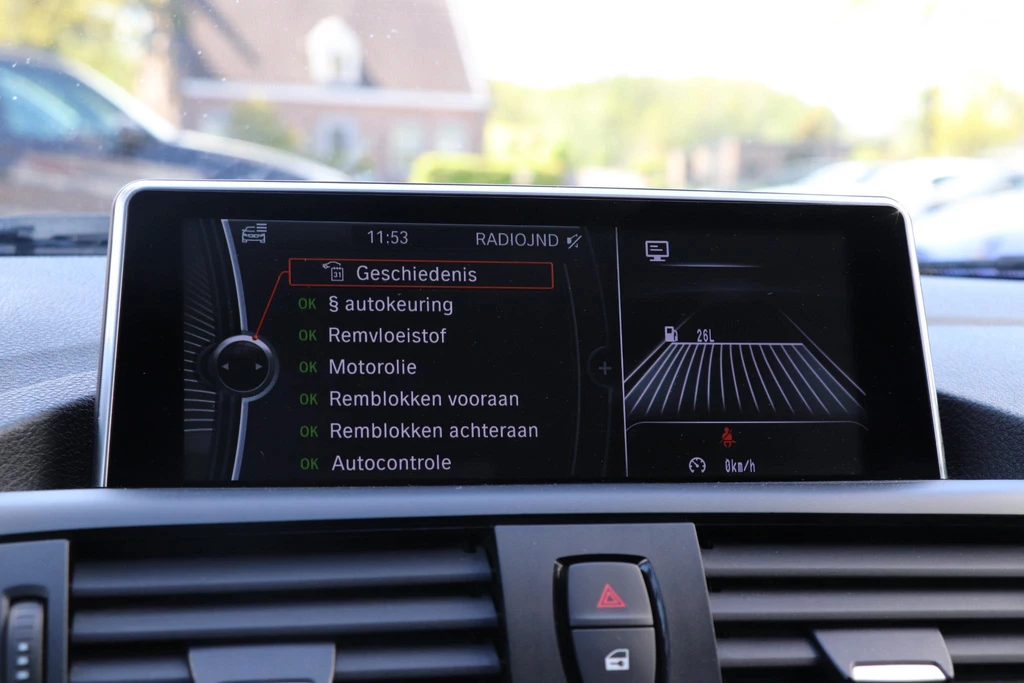 11:53 RADIOJND
31 Geschiedenis
OK § autokeuring
OK Remvloeistof
OK Motorolie
OK Remblokken vooraan
OK Remblokken achteraan
OK Autocontrole
+
26L
0km/h